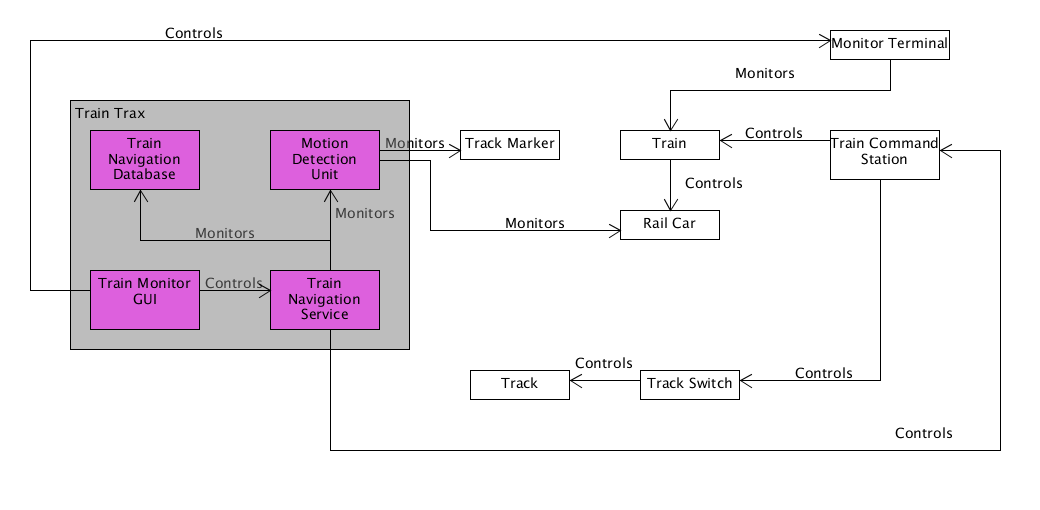 Controls
Monitor Terminal
Monitors
Train Trax
Train
Navigation
Database
Motion
Detection
Unit
Monitors
Track Marker
Train
Controls
Train Command
Station
Controls
Monitors
Monitors
Monitors
Rail Car
Train Monitor
GUI
Controls
Train
Navigation
Service
Controls
Track
Track Switch
Controls
Controls